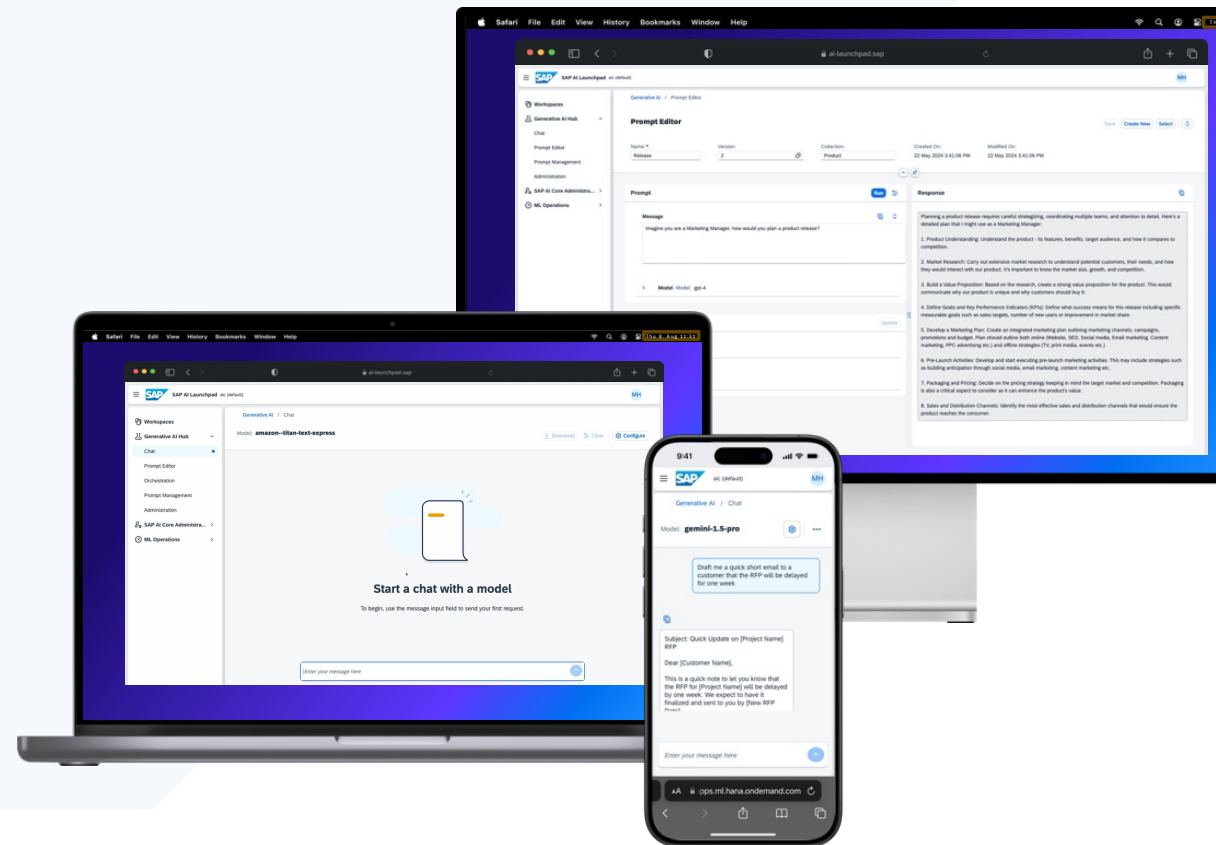 Safari File Edit View History Bookmarks Window Help
ai-launchpad.sap
SAP SAP AI Launchpad aic (default) MH
Workspaces
Generative AI Hub
Chat
Prompt Editor
Prompt Management
Administration
SAP AI Core Administra...
ML Operations
Generative AI / Prompt Editor
Prompt Editor
Save Create New Select
Name: * Version: Collection: Created On: Modified On:
Release 2 Product 22 May 2024 3:41:06 PM 22 May 2024 3:41:06 PM
Prompt Run
Message
Imagine you are a Marketing Manager, how would you plan a product release?
Model Model: gpt-4
Update
Response
Planning a product release requires careful strategizing, coordinating multiple teams, and attention to detail. Here's a
detailed plan that I might use as a Marketing Manager:
1. Product Understanding: Understand the product - its features, benefits, target audience, and how it compares to
competition.
2. Market Research: Carry out extensive market research to understand potential customers, their needs, and how
they would interact with our product. It's important to know the market size, growth, and competition.
3. Build a Value Proposition: Based on the research, create a strong value proposition for the product. This would
communicate why our product is unique and why customers should buy it.
4. Define Goals and Key Performance Indicators (KPIs): Define what success means for this release including specific
measurable goals such as sales targets, number of new users or improvement in market share.
5. Develop a Marketing Plan: Create an integrated marketing plan outlining marketing channels, campaigns,
promotions and budget. Plan should outline both online (Website, SEO, Social Media, Email marketing, Content
marketing, PPC advertising etc.) and offline strategies (TV, print media, events etc.)
6. Pre-Launch Activities: Develop and start executing pre-launch marketing activities. This may include strategies such
as building anticipation through social media, email marketing, content marketing etc.
7. Packaging and Pricing: Decide on the pricing strategy keeping in mind the target market and competition. Packaging
is also a critical aspect to consider as it can enhance the product's value.
8. Sales and Distribution Channels: Identify the most effective sales and distribution channels that would ensure the
product reaches the consumer.
Safari File Edit View History Bookmarks Window Help Thu 8. Aug 11:21
ai-launchpad.sap
SAP SAP AI Launchpad aic (default) MH
Workspaces
Generative AI Hub
Chat
Prompt Editor
Orchestration
Prompt Management
Administration
SAP AI Core Administra...
ML Operations
Generative AI / Chat
Model: amazon--titan-text-express Download Clear Configure
Start a chat with a model
To begin, use the message input field to send your first request.
Enter your message here
9:41
SAP aic (default) MH
Generative AI / Chat
Model: gemini-1.5-pro
Draft me a quick short email to a
customer that the RFP will be delayed
for one week
Subject: Quick Update on [Project Name]
RFP
Dear [Customer Name],
This is a quick note to let you know that
the RFP for [Project Name] will be delayed
by one week. We expect to have it
finalized and sent to you by [New RFP
Enter your message here
AA pps.ml.hana.ondemand.com